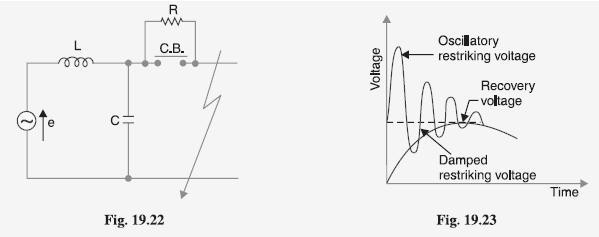 R
L
C.B.
e
C
Fig. 19.22
Voltage
Oscillatory
restriking voltage
Recovery
voltage
Damped
restriking voltage
Time
Fig. 19.23